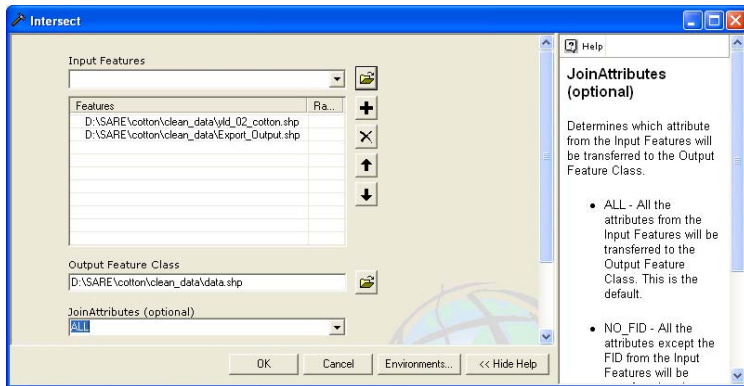 Intersect
Input Features
Features Ra...
D:\SARE\cotton\clean_data\yld_02_cotton.shp
D:\SARE\cotton\clean_data\Export_Output.shp
Output Feature Class
D:\SARE\cotton\clean_data\data.shp
JoinAttributes (optional)
ALL
OK Cancel Environments... << Hide Help
Help
JoinAttributes
(optional)
Determines which attribute
from the Input Features will
be transferred to the Output
Feature Class.
• ALL - All the
attributes from the
Input Features will be
transferred to the
Output Feature
Class. This is the
default.
• NO_FID - All the
attributes except the
FID from the Input
Features will be